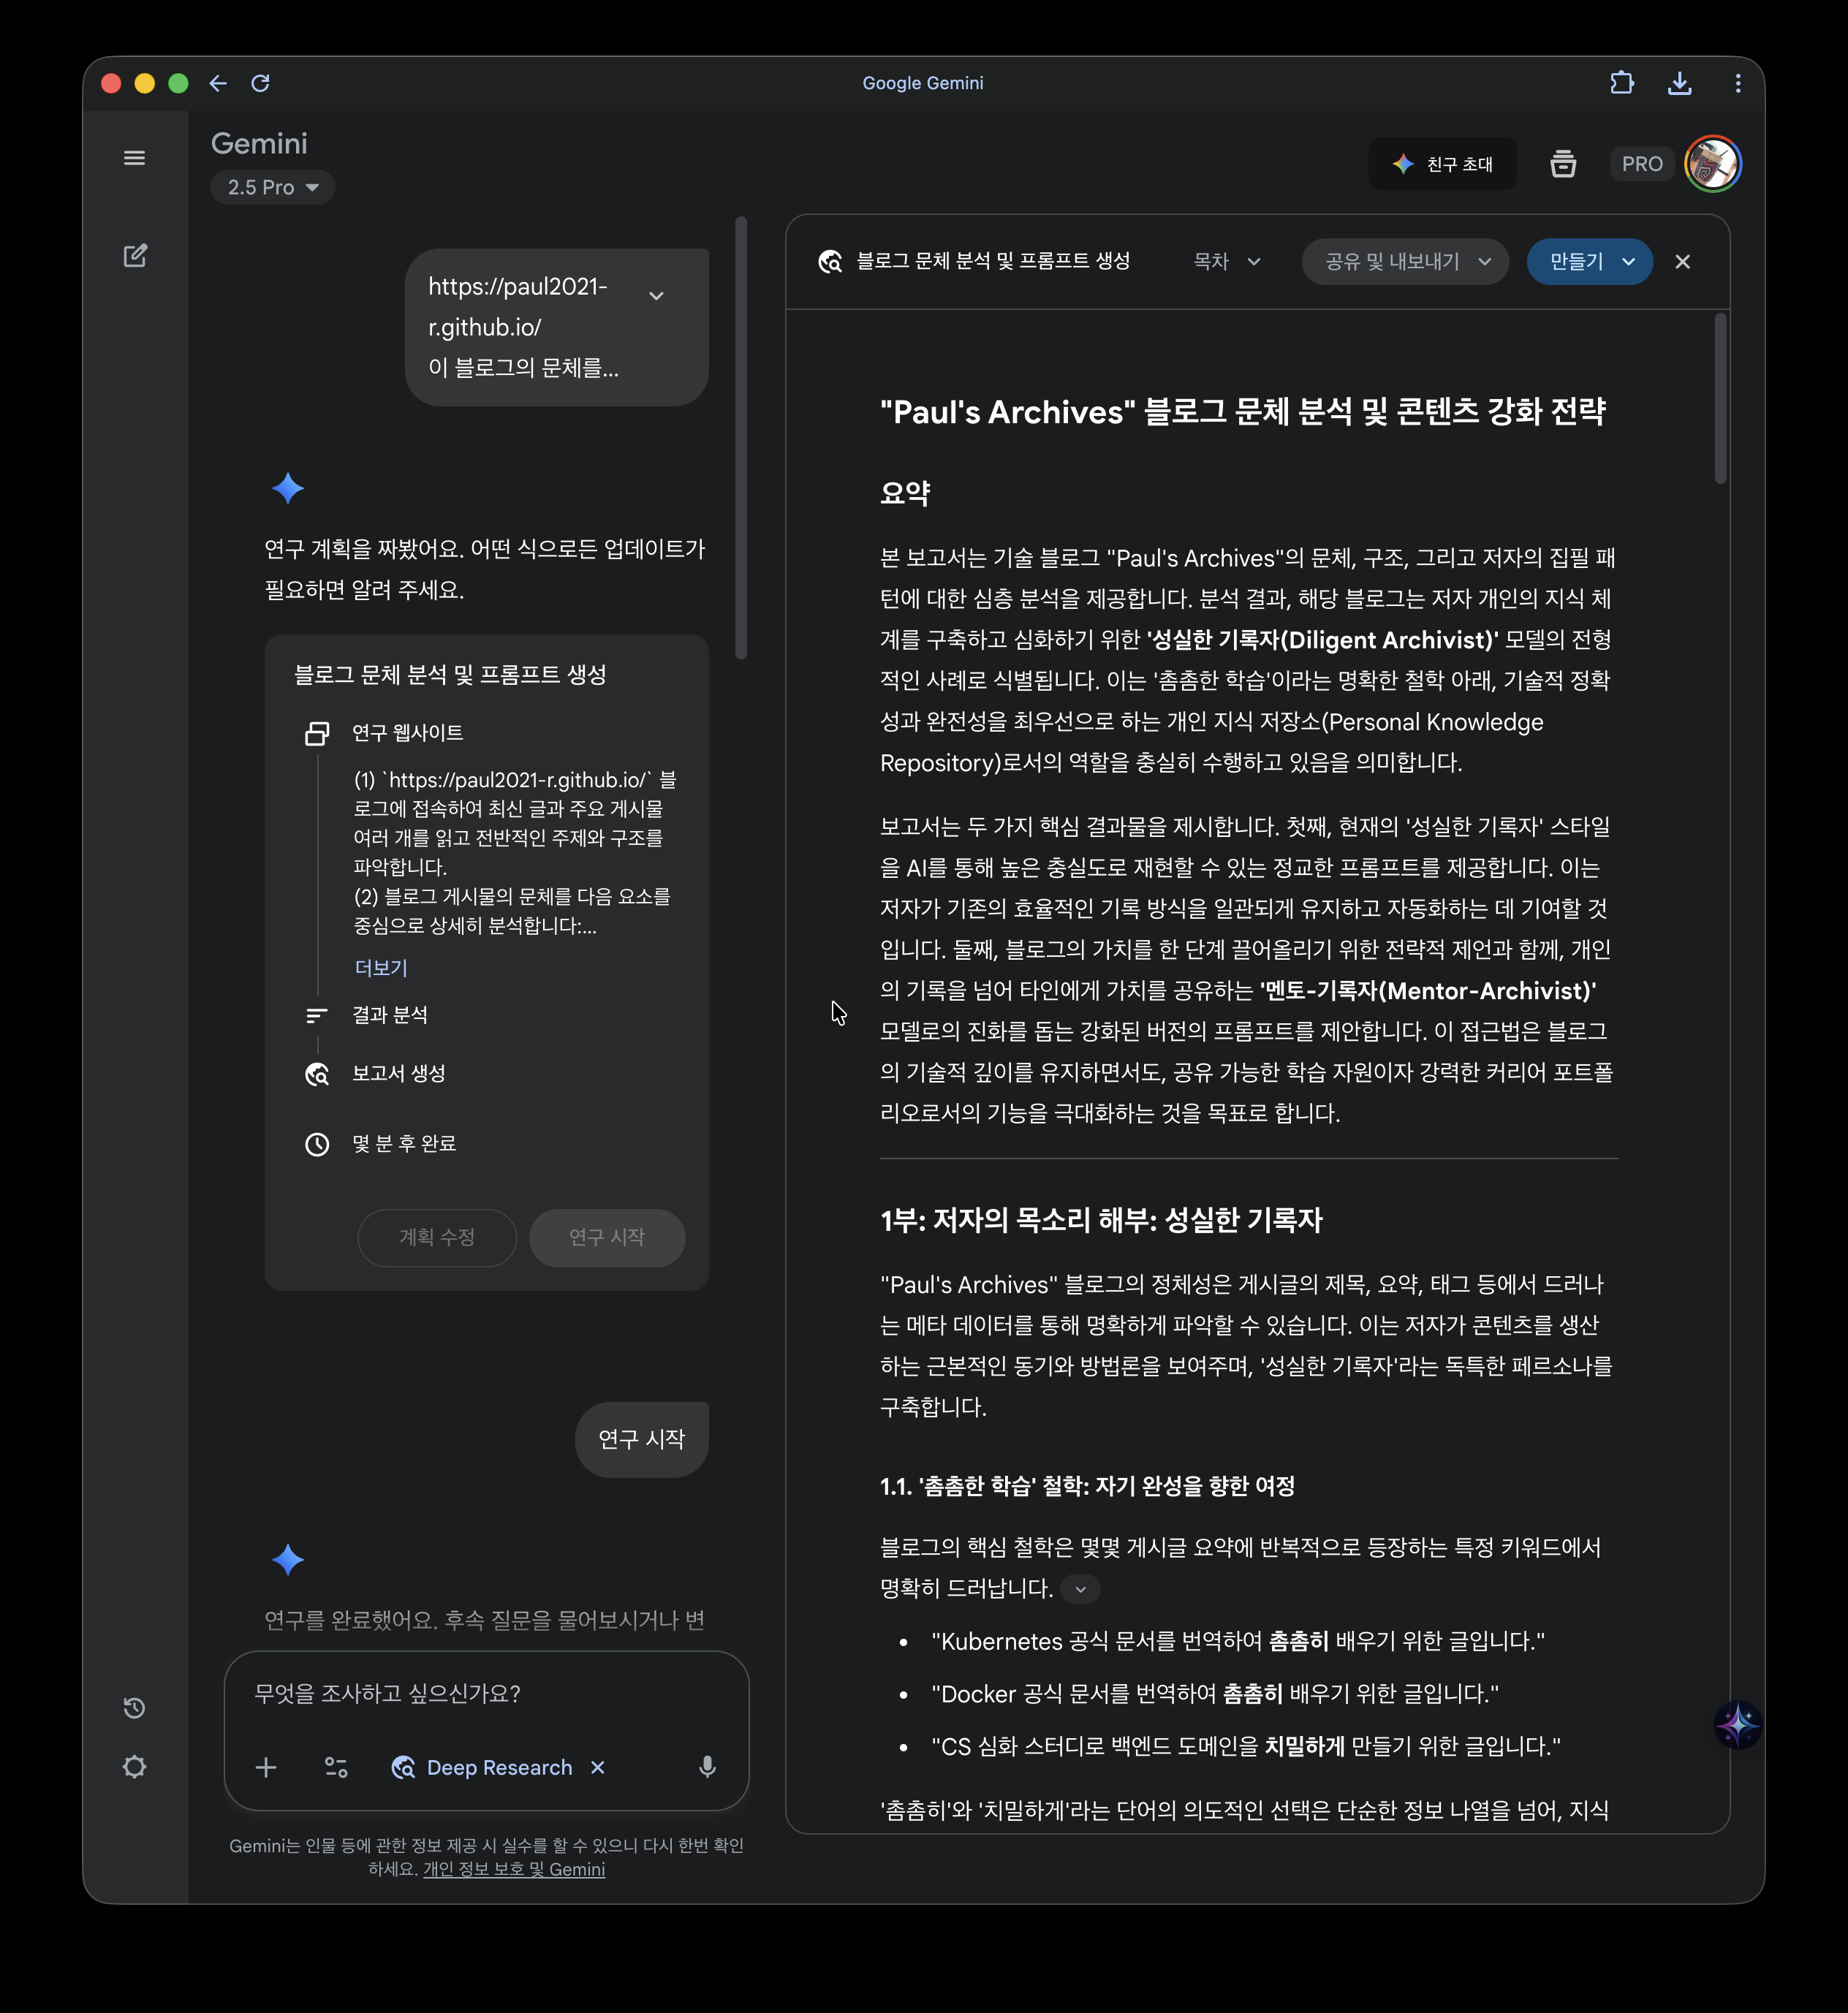 Google Gemini
Gemini
2.5 Pro
친구 초대
PRO
https://paul2021-
r.github.io/
이 블로그의 문체를...
연구 계획을 짜봤어요. 어떤 식으로든 업데이트가
필요하면 알려 주세요.
블로그 문체 분석 및 프롬프트 생성
연구 웹사이트
(1) `https://paul2021-r.github.io/` 블
로그에 접속하여 최신 글과 주요 게시물
여러 개를 읽고 전반적인 주제와 구조를
파악합니다.
(2) 블로그 게시물의 문체를 다음 요소를
중심으로 상세히 분석합니다:...
더보기
결과 분석
보고서 생성
몇 분 후 완료
계획 수정
연구 시작
연구 시작
연구를 완료했어요. 후속 질문을 물어보시거나 변
무엇을 조사하고 싶으신가요?
Deep Research
Gemini는 인물 등에 관한 정보 제공 시 실수를 할 수 있으니 다시 한번 확인
하세요. 개인 정보 보호 및 Gemini
블로그 문체 분석 및 프롬프트 생성
목차
공유 및 내보내기
만들기
"Paul's Archives" 블로그 문체 분석 및 콘텐츠 강화 전략
요약
본 보고서는 기술 블로그 "Paul's Archives"의 문체, 구조, 그리고 저자의 집필 패
턴에 대한 심층 분석을 제공합니다. 분석 결과, 해당 블로그는 저자 개인의 지식 체
계를 구축하고 심화하기 위한 '성실한 기록자(Diligent Archivist)' 모델의 전형
적인 사례로 식별됩니다. 이는 '촘촘한 학습'이라는 명확한 철학 아래, 기술적 정확
성과 완전성을 최우선으로 하는 개인 지식 저장소(Personal Knowledge
Repository)로서의 역할을 충실히 수행하고 있음을 의미합니다.
보고서는 두 가지 핵심 결과물을 제시합니다. 첫째, 현재의 '성실한 기록자' 스타일
을 AI를 통해 높은 충실도로 재현할 수 있는 정교한 프롬프트를 제공합니다. 이는
저자가 기존의 효율적인 기록 방식을 일관되게 유지하고 자동화하는 데 기여할 것
입니다. 둘째, 블로그의 가치를 한 단계 끌어올리기 위한 전략적 제언과 함께, 개인
의 기록을 넘어 타인에게 가치를 공유하는 '멘토-기록자(Mentor-Archivist)'
모델로의 진화를 돕는 강화된 버전의 프롬프트를 제안합니다. 이 접근법은 블로그
의 기술적 깊이를 유지하면서도, 공유 가능한 학습 자원이자 강력한 커리어 포트폴
리오로서의 기능을 극대화하는 것을 목표로 합니다.
1부: 저자의 목소리 해부: 성실한 기록자
"Paul's Archives" 블로그의 정체성은 게시글의 제목, 요약, 태그 등에서 드러나
는 메타 데이터를 통해 명확하게 파악할 수 있습니다. 이는 저자가 콘텐츠를 생산
하는 근본적인 동기와 방법론을 보여주며, '성실한 기록자'라는 독특한 페르소나를
구축합니다.
1.1. '촘촘한 학습' 철학: 자기 완성을 향한 여정
블로그의 핵심 철학은 몇몇 게시글 요약에 반복적으로 등장하는 특정 키워드에서
명확히 드러납니다.
• "Kubernetes 공식 문서를 번역하여 촘촘히 배우기 위한 글입니다."
• "Docker 공식 문서를 번역하여 촘촘히 배우기 위한 글입니다."
• "CS 심화 스터디로 백엔드 도메인을 치밀하게 만들기 위한 글입니다."
'촘촘히'와 '치밀하게'라는 단어의 의도적인 선택은 단순한 정보 나열을 넘어, 지식